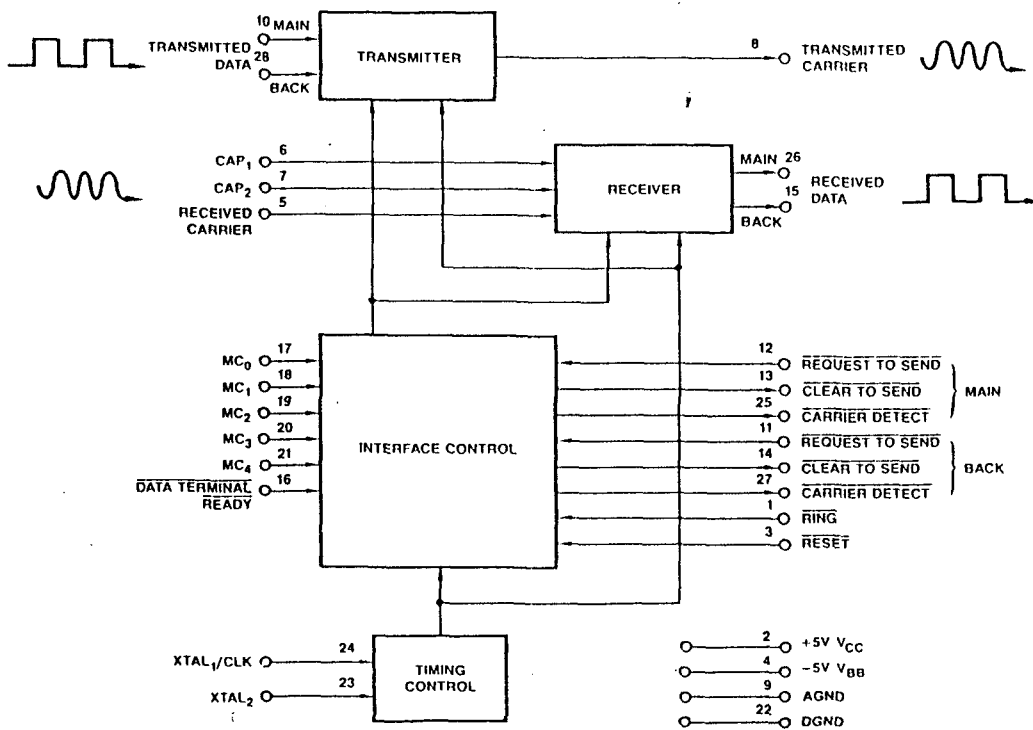 10 MAIN
TRANSMITTED
DATA
28
BACK
TRANSMITTER
8
TRANSMITTED
CARRIER
CAP1
6
CAP2
7
RECEIVED
CARRIER
5
RECEIVER
MAIN 26
15
BACK
RECEIVED
DATA
MC0
17
MC1
18
MC2
19
MC3
20
MC4
21
DATA TERMINAL
READY
16
INTERFACE CONTROL
12
REQUEST TO SEND
13
CLEAR TO SEND
25
CARRIER DETECT
MAIN
11
REQUEST TO SEND
14
CLEAR TO SEND
27
CARRIER DETECT
BACK
1
RING
3
RESET
XTAL1/CLK
24
XTAL2
23
TIMING
CONTROL
2
+5V VCC
4
-5V VBB
9
AGND
22
DGND